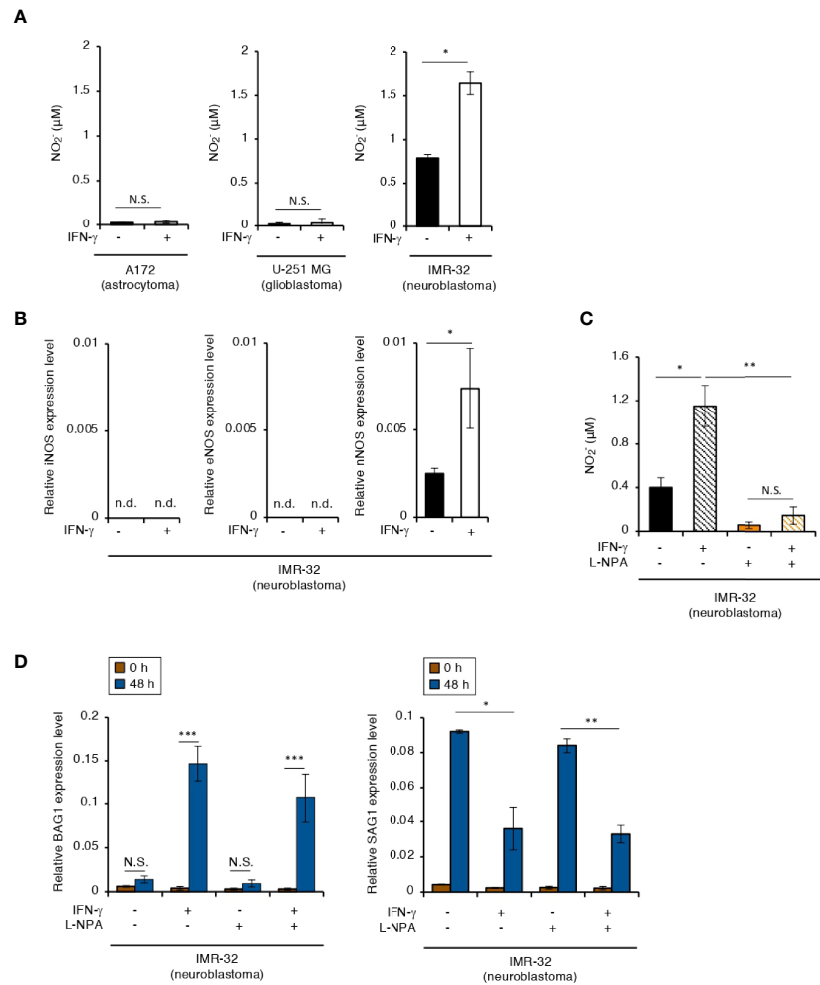 A
NO₂⁻ (μM)
2
1.5
1
0.5
0
N.S.
IFN-γ - +
A172
(astrocytoma)
NO₂⁻ (μM)
2
1.5
1
0.5
0
N.S.
IFN-γ - +
U-251 MG
(glioblastoma)
NO₂⁻ (μM)
2
1.5
1
0.5
0
*
IFN-γ - +
IMR-32
(neuroblastoma)
B
Relative iNOS expression level
0.01
0.005
0
n.d. n.d.
IFN-γ - +
Relative eNOS expression level
0.01
0.005
0
n.d. n.d.
IFN-γ - +
Relative nNOS expression level
0.01
0.005
0
*
IFN-γ - +
IMR-32
(neuroblastoma)
C
NO₂⁻ (μM)
1.6
1.2
0.8
0.4
0
* **
N.S.
IFN-γ - + - +
L-NPA - - + +
IMR-32
(neuroblastoma)
D
0 h
48 h
Relative BAG1 expression level
0.2
0.15
0.1
0.05
0
N.S. *** N.S. ***
IFN-γ - + - +
L-NPA - - + +
IMR-32
(neuroblastoma)
0 h
48 h
Relative SAG1 expression level
0.1
0.08
0.06
0.04
0.02
0
* **
IFN-γ - + - +
L-NPA - - + +
IMR-32
(neuroblastoma)